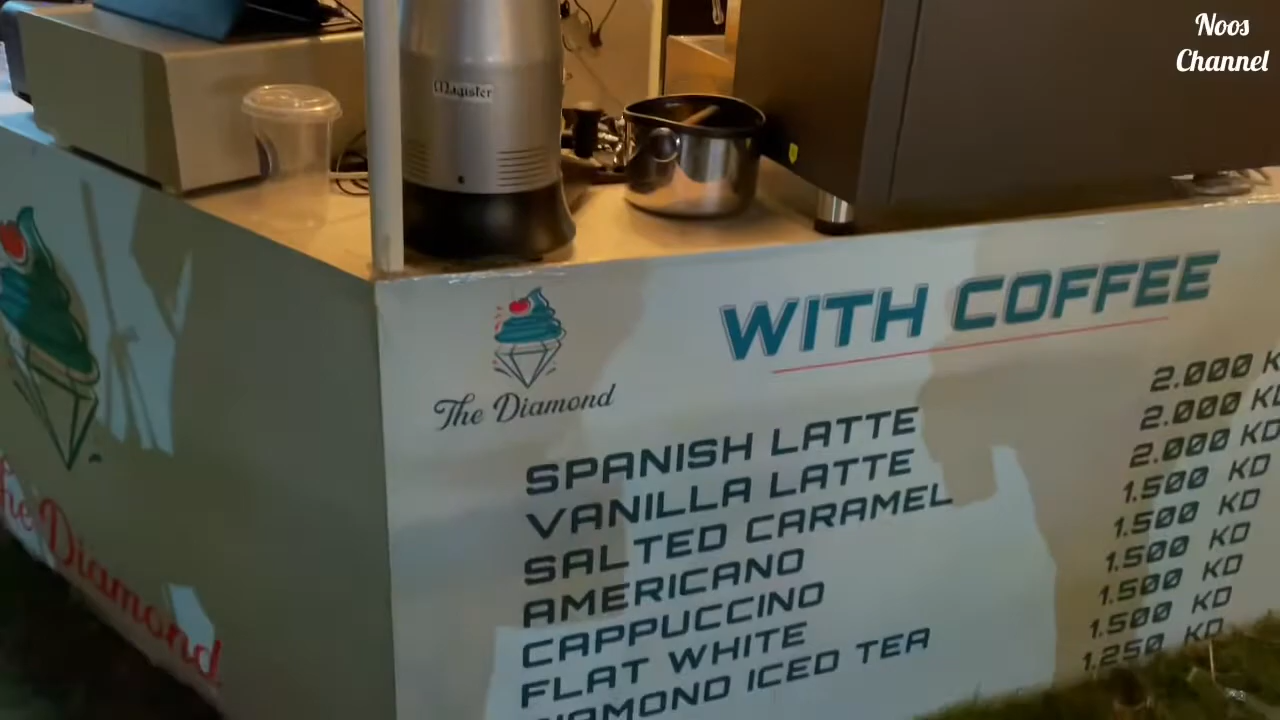 Noos
Channel
Magister
WITH COFFEE
The Diamond
The Diamond
SPANISH LATTE
VANILLA LATTE
SALTED CARAMEL
AMERICANO
CAPPUCCINO
FLAT WHITE
DIAMOND ICED TEA
2.000 K
2.000 KD
2.000 KD
1.500 KD
1.500 KD
1.500 KD
1.500 KD
1.500 KD
1.250 KD